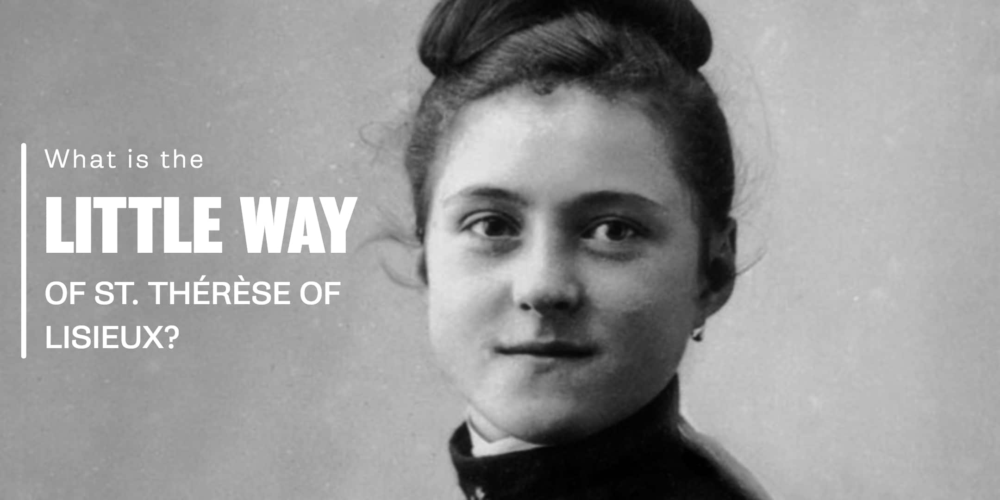 What is the
LITTLE WAY
OF ST. THÉRÈSE OF
LISIEUX?